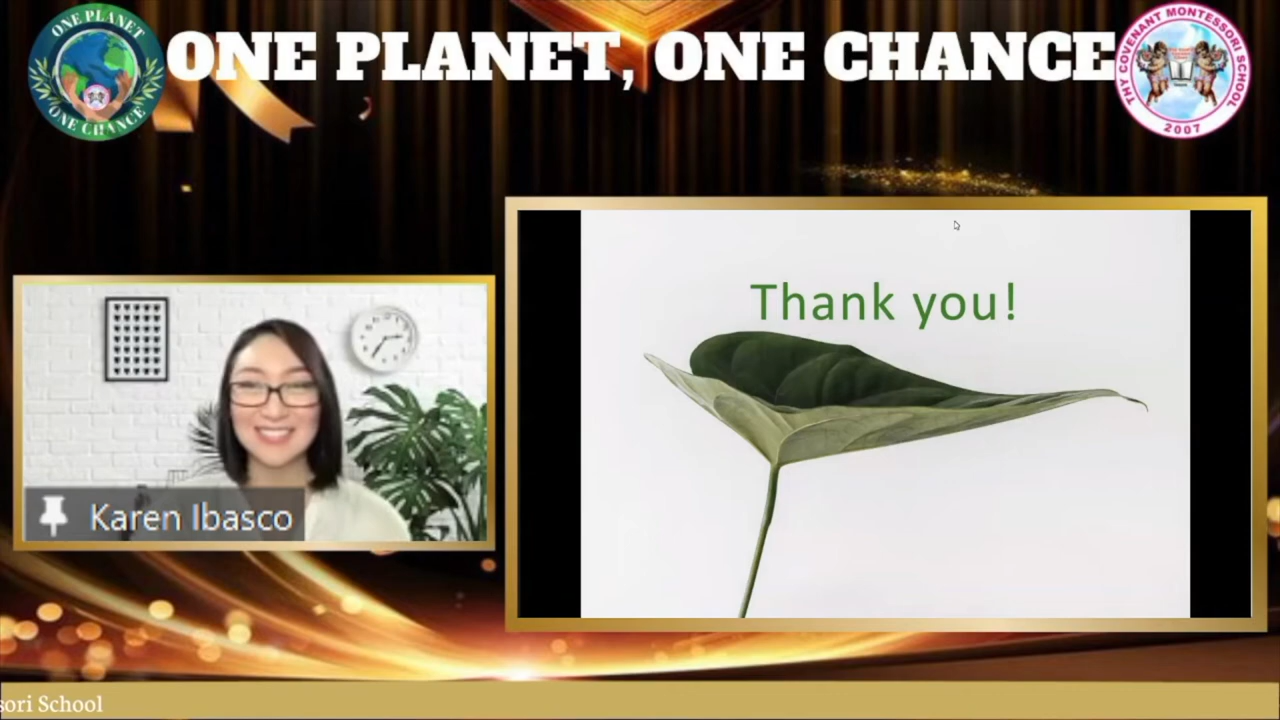 ONE PLANET
ONE CHANCE
ONE PLANET, ONE CHANCE
THY COVENANT MONTESSORI SCHOOL
2007
Thank you!
Karen Ibasco
sori School